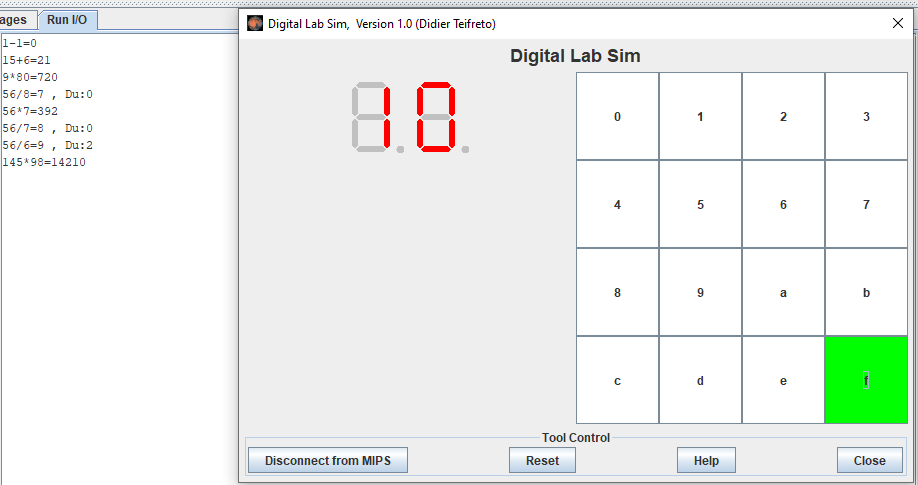 ages Run I/O
1-1=0
15+6=21
9*80=720
56/8=7 , Du:0
56*7=392
56/7=8 , Du:0
56/6=9 , Du:2
145*98=14210
Digital Lab Sim, Version 1.0 (Didier Teifreto)
Digital Lab Sim
10
0 1 2 3
4 5 6 7
8 9 a b
c d e f
Tool Control
Disconnect from MIPS Reset Help Close